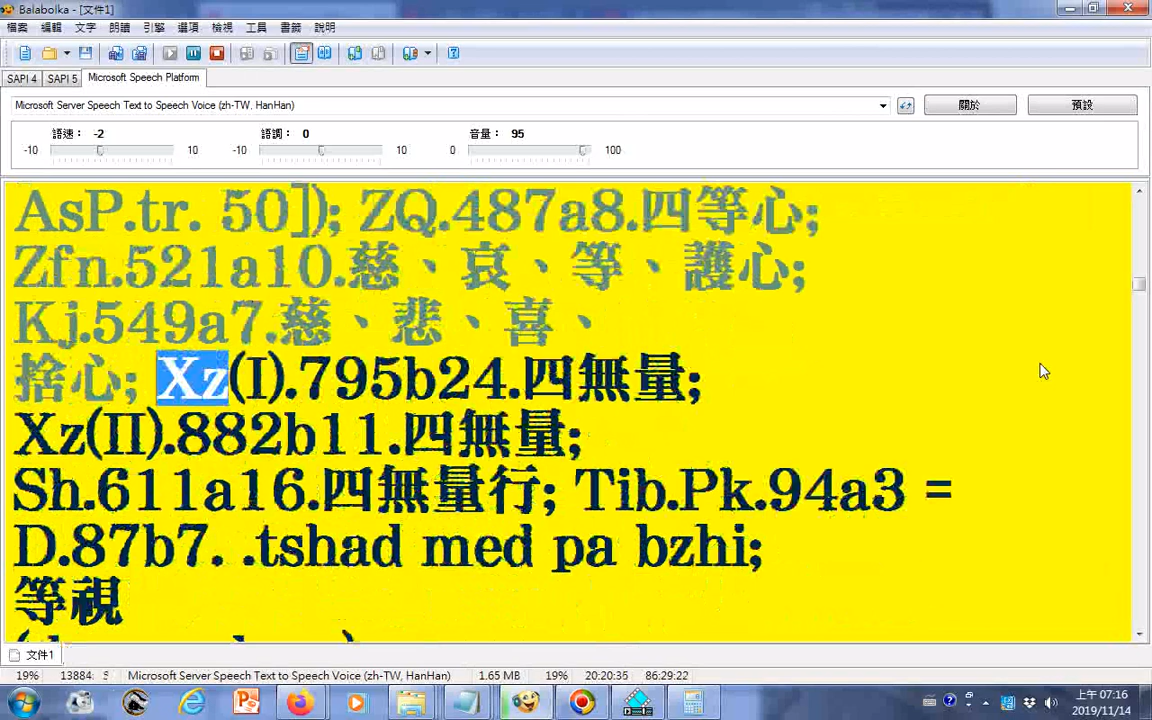 Balabolka - [文件1]
檔案 編輯 文字 朗讀 引擎 選項 檢視 工具 書籤 說明
SAPI 4 SAPI 5 Microsoft Speech Platform
Microsoft Server Speech Text to Speech Voice (zh-TW, HanHan) 關於 預設
語速： -2 語調： 0 音量： 95
-10 10 -10 10 0 100
AsP.tr. 50]); ZQ.487a8.四等心;
Zfn.521a10.慈、哀、等、護心;
Kj.549a7.慈、悲、喜、
捨心; Xz(I).795b24.四無量;
Xz(II).882b11.四無量;
Sh.611a16.四無量行; Tib.Pk.94a3 =
D.87b7. .tshad med pa bzhi;
等視
文件1
19% 13884: Microsoft Server Speech Text to Speech Voice (zh-TW, HanHan) 1.65 MB 19% 20:20:35 86:29:22
上午 07:16
2019/11/14